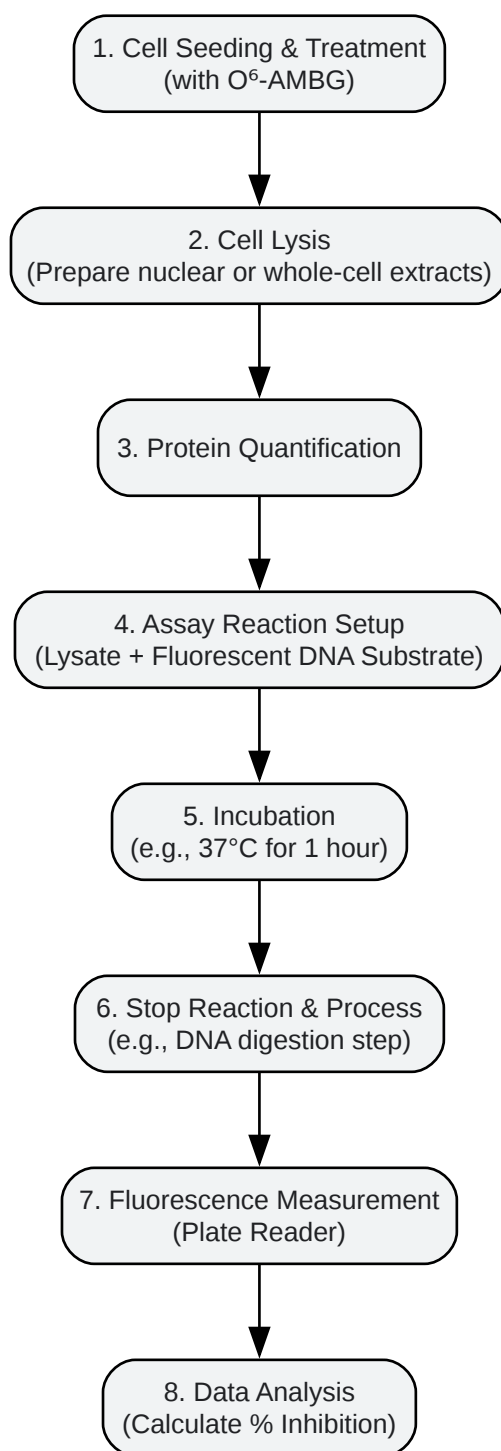 1. Cell Seeding & Treatment
(with O⁶-AMBG)
2. Cell Lysis
(Prepare nuclear or whole-cell extracts)
3. Protein Quantification
4. Assay Reaction Setup
(Lysate + Fluorescent DNA Substrate)
5. Incubation
(e.g., 37°C for 1 hour)
6. Stop Reaction & Process
(e.g., DNA digestion step)
7. Fluorescence Measurement
(Plate Reader)
8. Data Analysis
(Calculate % Inhibition)